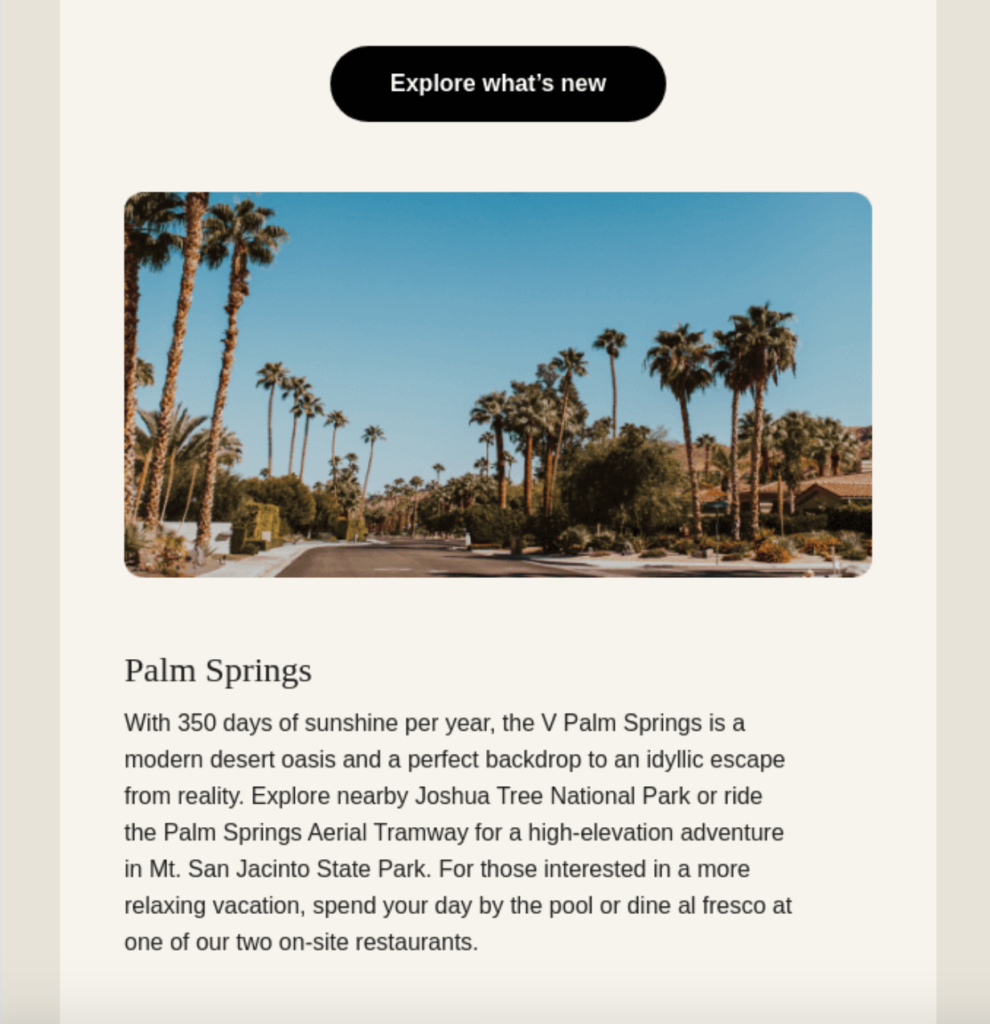 Explore what’s new
Palm Springs
With 350 days of sunshine per year, the V Palm Springs is a
modern desert oasis and a perfect backdrop to an idyllic escape
from reality. Explore nearby Joshua Tree National Park or ride
the Palm Springs Aerial Tramway for a high-elevation adventure
in Mt. San Jacinto State Park. For those interested in a more
relaxing vacation, spend your day by the pool or dine al fresco at
one of our two on-site restaurants.